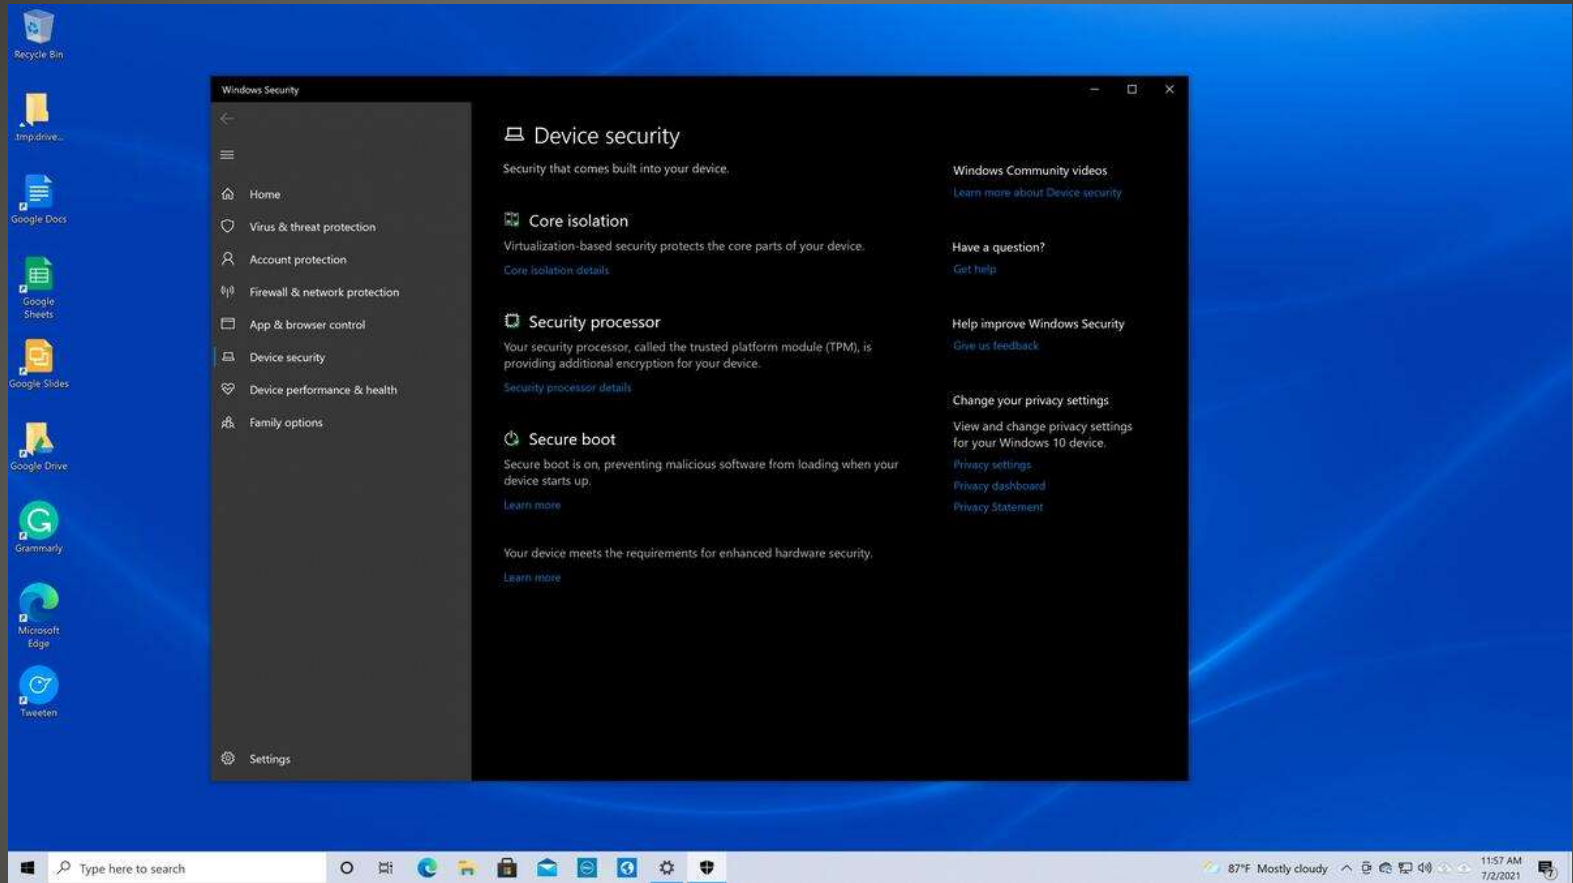 Recycle Bin
.tmp.drive...
Google Docs
Google
Sheets
Google Slides
Google Drive
Grammarly
Microsoft
Edge
Tweeten
Windows Security
Home
Virus & threat protection
Account protection
Firewall & network protection
App & browser control
Device security
Device performance & health
Family options
Settings
Device security
Security that comes built into your device.
Core isolation
Virtualization-based security protects the core parts of your device.
Core isolation details
Security processor
Your security processor, called the trusted platform module (TPM), is
providing additional encryption for your device.
Security processor details
Secure boot
Secure boot is on, preventing malicious software from loading when your
device starts up.
Learn more
Your device meets the requirements for enhanced hardware security.
Learn more
Windows Community videos
Learn more about Device security
Have a question?
Get help
Help improve Windows Security
Give us feedback
Change your privacy settings
View and change privacy settings
for your Windows 10 device.
Privacy settings
Privacy dashboard
Privacy Statement
Type here to search
87°F Mostly cloudy
11:57 AM
7/2/2021
7